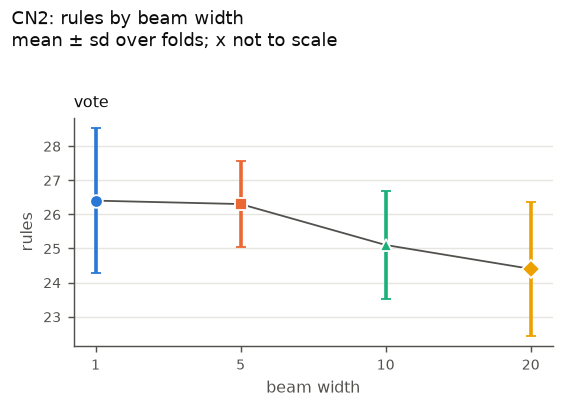 CN2: rules by beam width
mean ± sd over folds; x not to scale
vote
28
27
26
25
24
23
rules
1 5 10 20
beam width